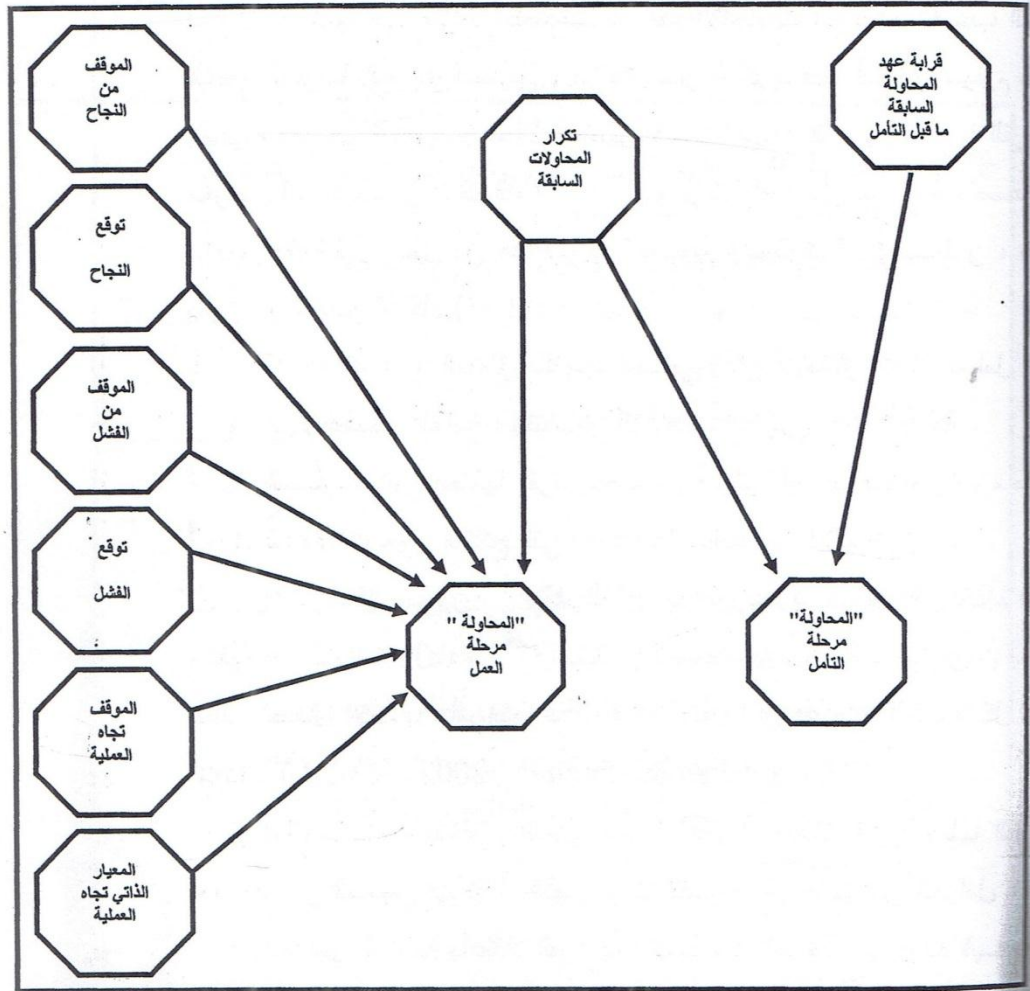 قرابة عهد
المحاولة
السابقة
ما قبل التأمل
تكرار
المحاولات
السابقة
الموقف
من
النجاح
توقع
النجاح
الموقف
من
الفشل
توقع
الفشل
الموقف
تجاه
العملية
المعيار
الذاتي تجاه
العملية
"المحاولة"
مرحلة
التأمل
"المحاولة "
مرحلة
العمل